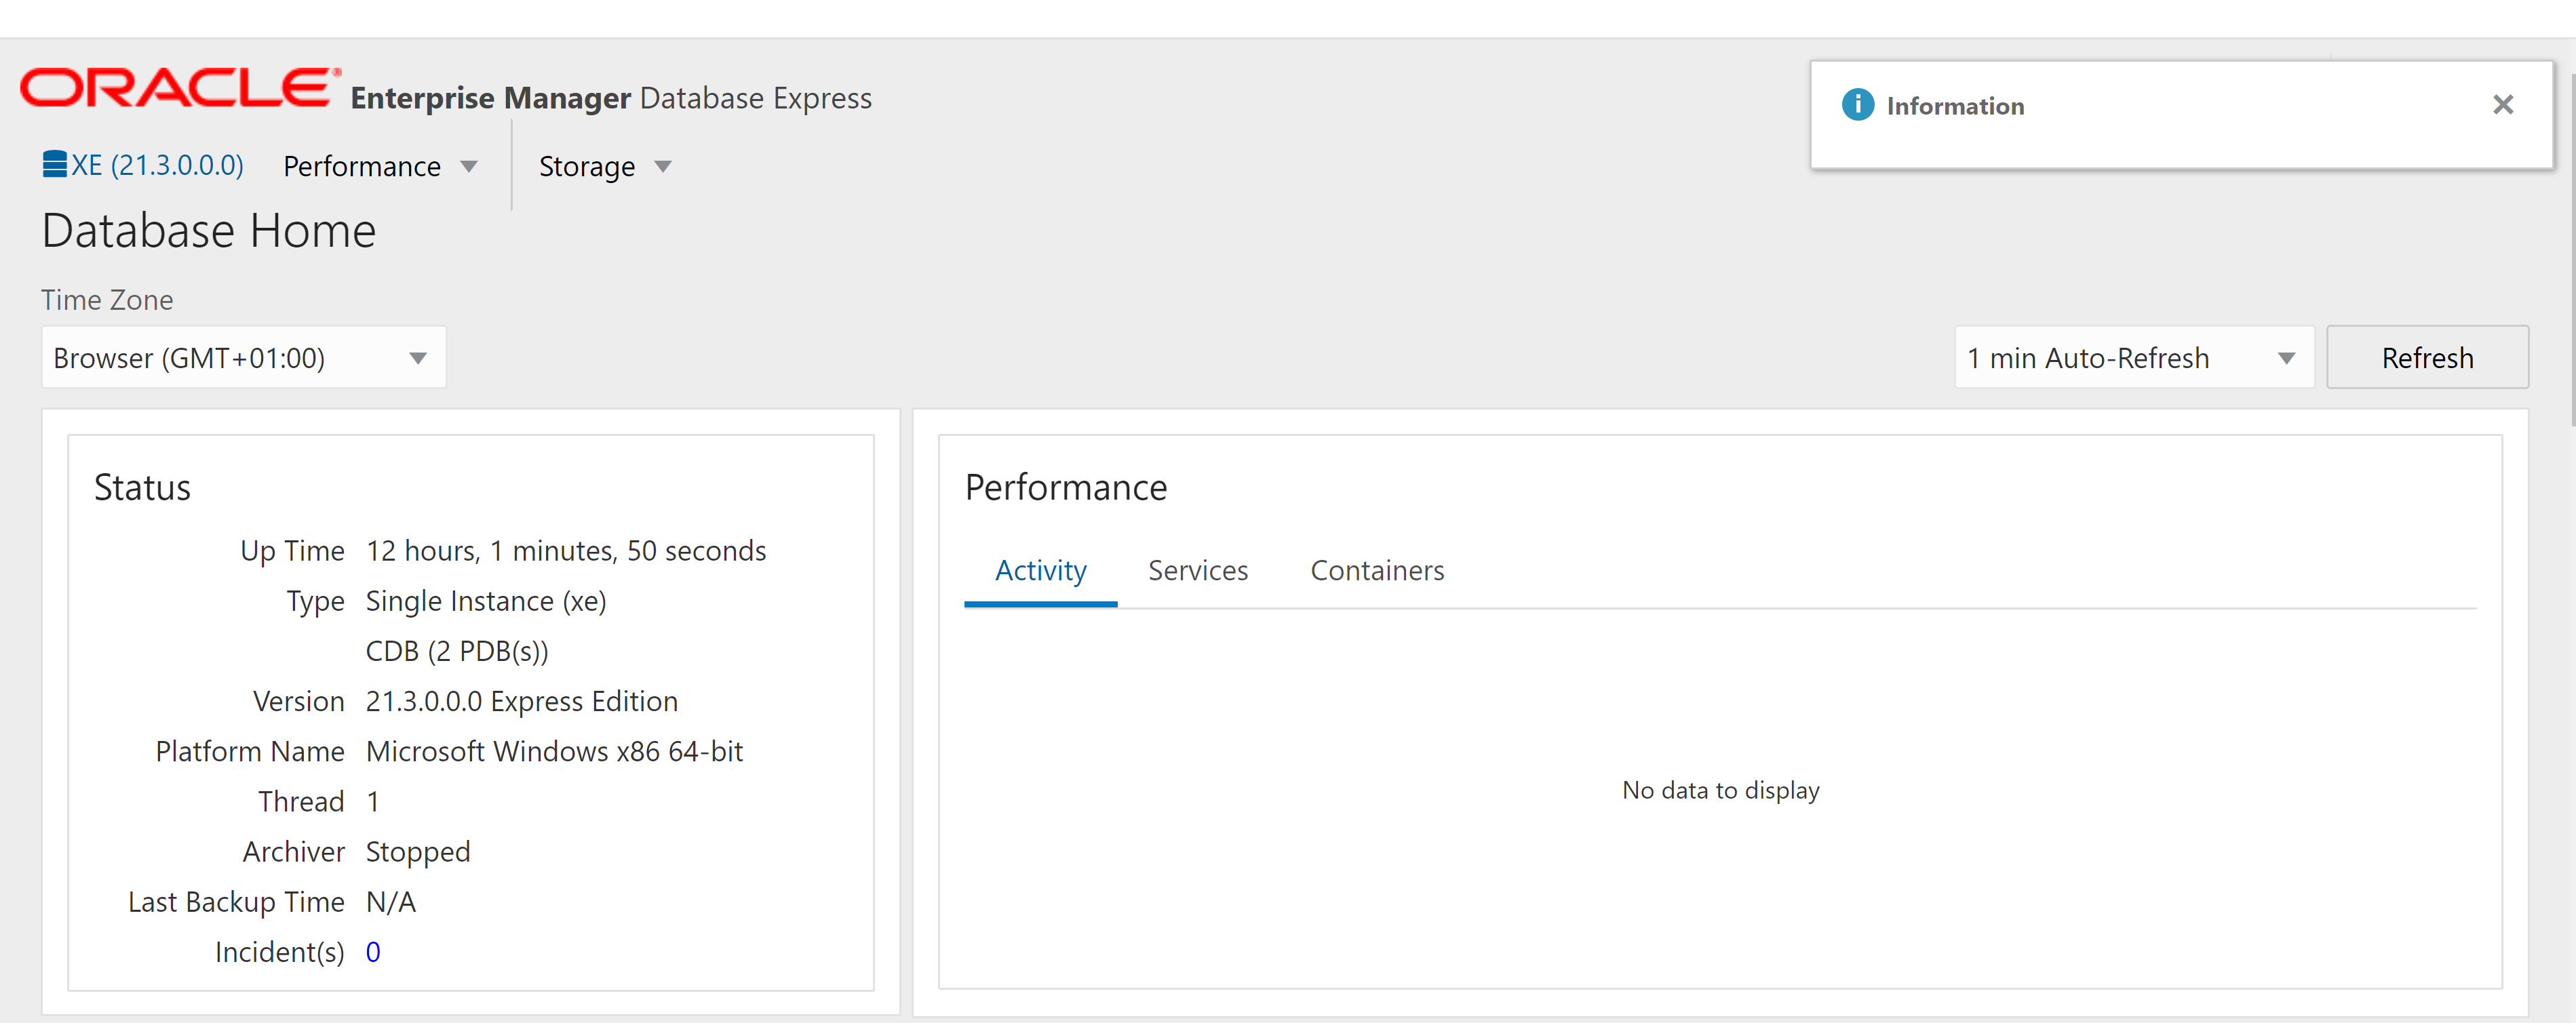 ORACLE® Enterprise Manager Database Express
Information
XE (21.3.0.0.0) Performance Storage
Database Home
Time Zone
Browser (GMT+01:00) 1 min Auto-Refresh Refresh
Status
Up Time 12 hours, 1 minutes, 50 seconds
Type Single Instance (xe)
CDB (2 PDB(s))
Version 21.3.0.0.0 Express Edition
Platform Name Microsoft Windows x86 64-bit
Thread 1
Archiver Stopped
Last Backup Time N/A
Incident(s) 0
Performance
Activity Services Containers
No data to display